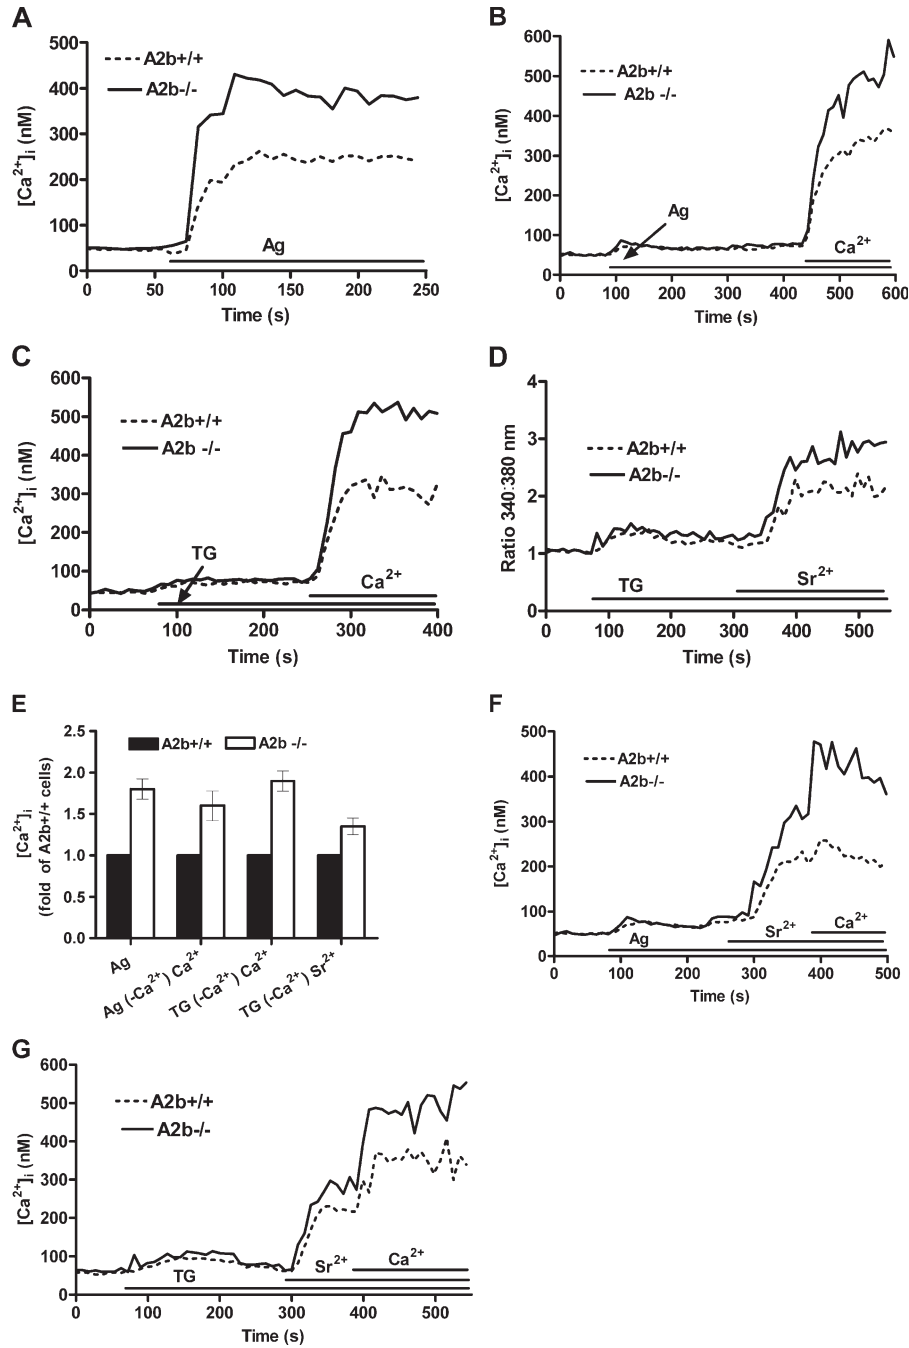 A
[Ca²⁺]ᵢ (nM)
500
400
300
200
100
0
A2b+/+
A2b-/-
Ag
0 50 100 150 200 250
Time (s)
B
[Ca²⁺]ᵢ (nM)
600
500
400
300
200
100
0
A2b+/+
A2b -/-
Ag
Ca²⁺
0 100 200 300 400 500 600
Time (s)
C
[Ca²⁺]ᵢ (nM)
600
500
400
300
200
100
0
A2b+/+
A2b -/-
TG
Ca²⁺
0 100 200 300 400
Time (s)
D
Ratio 340:380 nm
4
3
2
1
0
A2b+/+
A2b-/-
TG
Sr²⁺
0 100 200 300 400 500
Time (s)
E
[Ca²⁺]ᵢ
(fold of A2b+/+ cells)
2.5
2.0
1.5
1.0
0.5
0.0
A2b+/+ A2b -/-
Ag
Ag (-Ca²⁺) Ca²⁺
TG (-Ca²⁺) Ca²⁺
TG (-Ca²⁺) Sr²⁺
F
[Ca²⁺]ᵢ (nM)
500
400
300
200
100
0
A2b+/+
A2b-/-
Ag
Sr²⁺
Ca²⁺
0 100 200 300 400 500
Time (s)
G
[Ca²⁺]ᵢ (nM)
600
500
400
300
200
100
0
A2b+/+
A2b-/-
TG
Sr²⁺
Ca²⁺
0 100 200 300 400 500
Time (s)